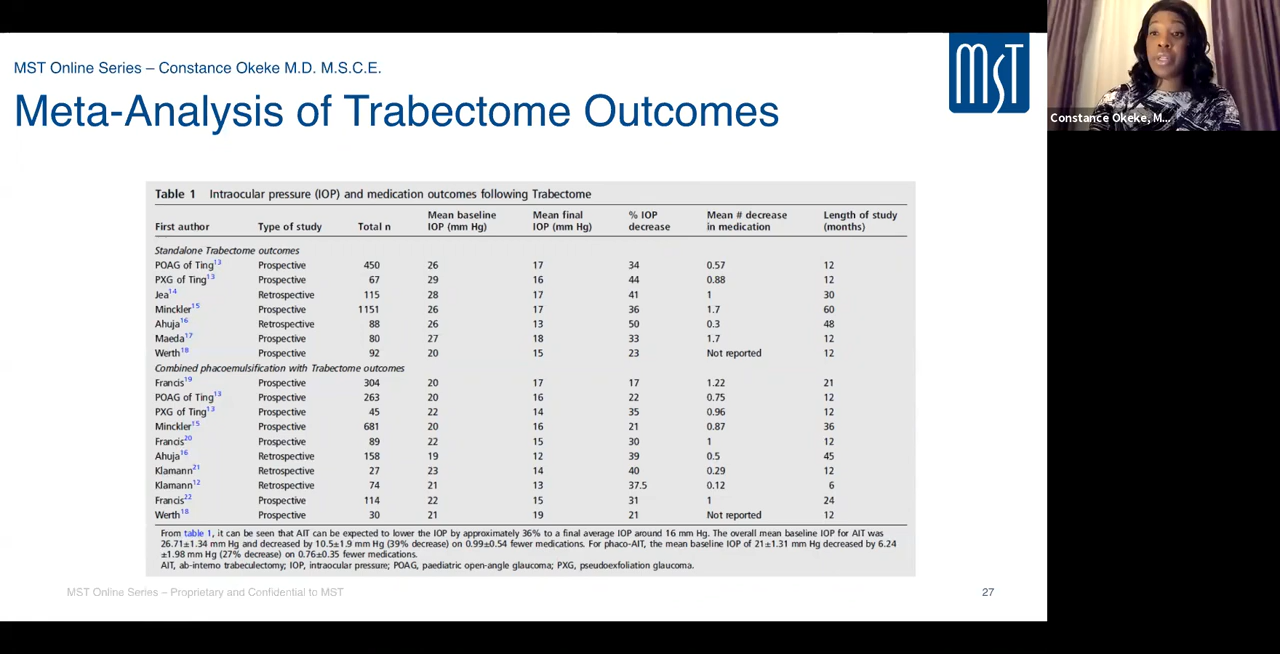 MST Online Series – Constance Okeke M.D. M.S.C.E.
Meta-Analysis of Trabectome Outcomes
MST
Constance Okeke, M...
Table 1 Intraocular pressure (IOP) and medication outcomes following Trabectome
First author Type of study Total n Mean baseline IOP (mm Hg) Mean final IOP (mm Hg) % IOP decrease Mean # decrease in medication Length of study (months)
Standalone Trabectome outcomes
POAG of Ting13 Prospective 450 26 17 34 0.57 12
PXG of Ting13 Prospective 67 29 16 44 0.88 12
Jea14 Retrospective 115 28 17 41 1 30
Minckler15 Prospective 1151 26 17 36 1.7 60
Ahuja16 Retrospective 88 26 13 50 0.3 48
Maeda17 Prospective 80 27 18 33 1.7 12
Werth18 Prospective 92 20 15 23 Not reported 12
Combined phacoemulsification with Trabectome outcomes
Francis19 Prospective 304 20 17 17 1.22 21
POAG of Ting13 Prospective 263 20 16 22 0.75 12
PXG of Ting13 Prospective 45 22 14 35 0.96 12
Minckler15 Prospective 681 20 16 21 0.87 36
Francis20 Prospective 89 22 15 30 1 12
Ahuja16 Retrospective 158 19 12 39 0.5 45
Klamann21 Retrospective 27 23 14 40 0.29 12
Klamann12 Retrospective 74 21 13 37.5 0.12 6
Francis22 Prospective 114 22 15 31 1 24
Werth18 Prospective 30 21 19 21 Not reported 12
From table 1, it can be seen that AIT can be expected to lower the IOP by approximately 36% to a final average IOP around 16 mm Hg. The overall mean baseline IOP for AIT was
26.71±1.34 mm Hg and decreased by 10.5±1.9 mm Hg (39% decrease) on 0.99±0.54 fewer medications. For phaco-AIT, the mean baseline IOP of 21±1.31 mm Hg decreased by 6.24
±1.98 mm Hg (27% decrease) on 0.76±0.35 fewer medications.
AIT, ab-interno trabeculectomy; IOP, intraocular pressure; POAG, paediatric open-angle glaucoma; PXG, pseudoexfoliation glaucoma.
MST Online Series – Proprietary and Confidential to MST
27